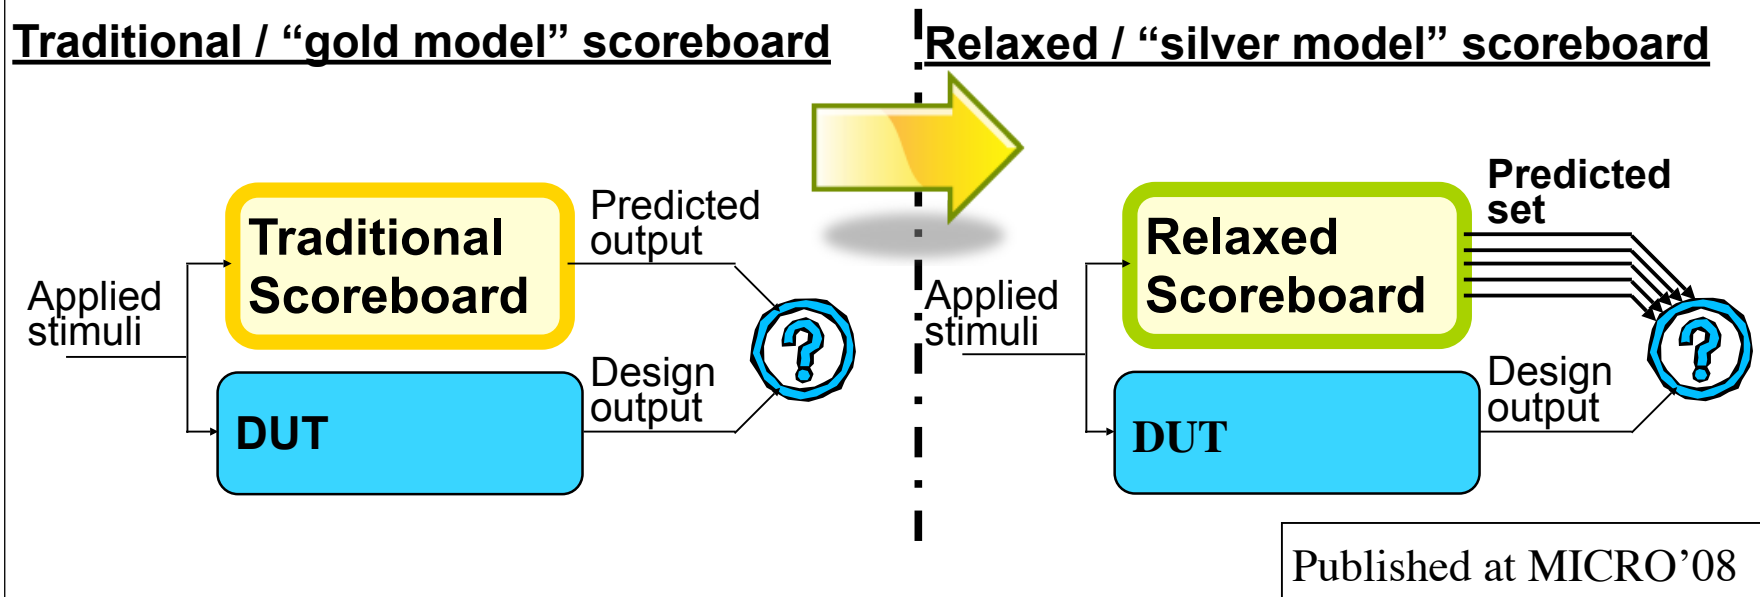 Traditional / “gold model” scoreboard
Relaxed / “silver model” scoreboard
Traditional
Scoreboard
Predicted
output
Applied
stimuli
?
DUT
Design
output
Relaxed
Scoreboard
Predicted
set
Applied
stimuli
?
DUT
Design
output
Published at MICRO’08